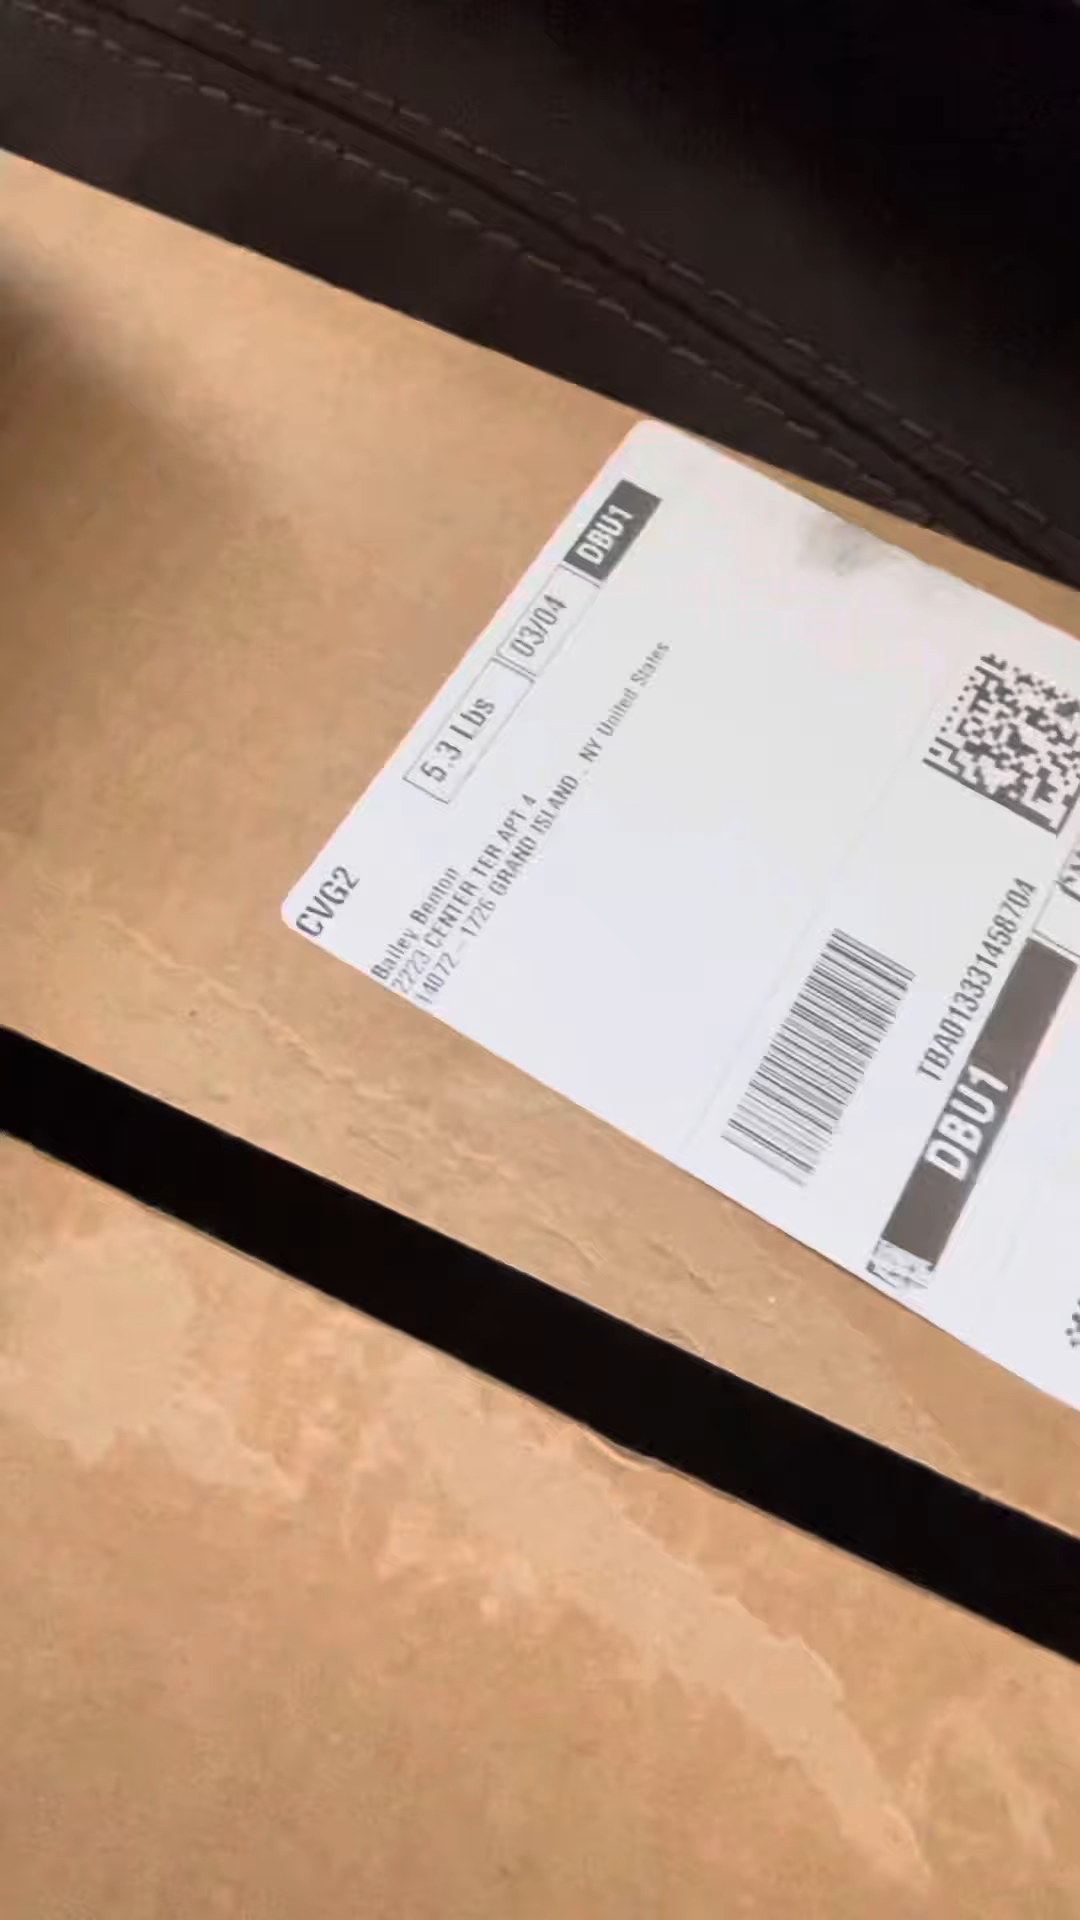 CVG2
5.3 Lbs
03/04
DBU1
Bailey Benton
2223 CENTER TER APT 4
14072-1726 GRAND ISLAND, NY United States
TBA013331458704
DBU1